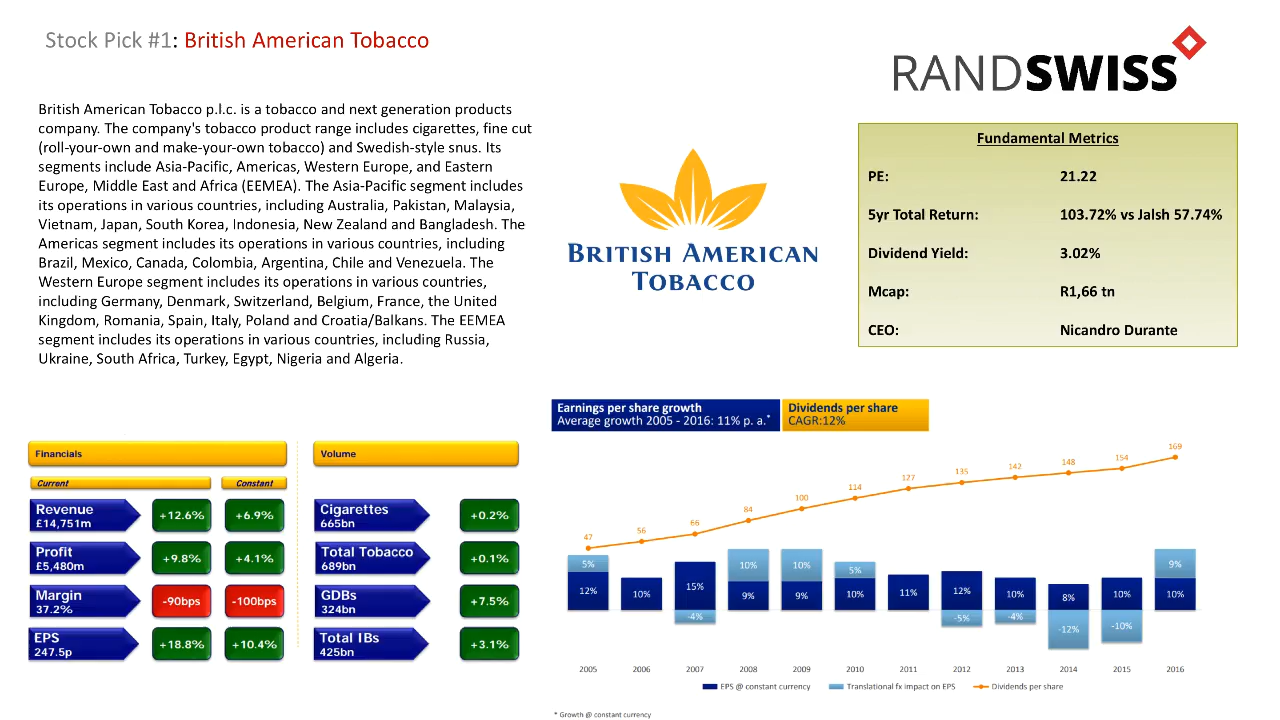 Stock Pick #1: British American Tobacco
RANDSWISS
British American Tobacco p.l.c. is a tobacco and next generation products
company. The company's tobacco product range includes cigarettes, fine cut
(roll-your-own and make-your-own tobacco) and Swedish-style snus. Its
segments include Asia-Pacific, Americas, Western Europe, and Eastern
Europe, Middle East and Africa (EEMEA). The Asia-Pacific segment includes
its operations in various countries, including Australia, Pakistan, Malaysia,
Vietnam, Japan, South Korea, Indonesia, New Zealand and Bangladesh. The
Americas segment includes its operations in various countries, including
Brazil, Mexico, Canada, Colombia, Argentina, Chile and Venezuela. The
Western Europe segment includes its operations in various countries,
including Germany, Denmark, Switzerland, Belgium, France, the United
Kingdom, Romania, Spain, Italy, Poland and Croatia/Balkans. The EEMEA
segment includes its operations in various countries, including Russia,
Ukraine, South Africa, Turkey, Egypt, Nigeria and Algeria.
BRITISH AMERICAN
TOBACCO
Fundamental Metrics
PE: 21.22
5yr Total Return: 103.72% vs Jalsh 57.74%
Dividend Yield: 3.02%
Mcap: R1,66 tn
CEO: Nicandro Durante
Financials
Current Constant
Revenue
£14,751m
+12.6% +6.9%
Profit
£5,480m
+9.8% +4.1%
Margin
37.2%
-90bps -100bps
EPS
247.5p
+18.8% +10.4%
Volume
Cigarettes
665bn
+0.2%
Total Tobacco
689bn
+0.1%
GDBs
324bn
+7.5%
Total IBs
425bn
+3.1%
Earnings per share growth
Average growth 2005 - 2016: 11% p. a.*
Dividends per share
CAGR:12%
47 56 66 84 100 114 127 135 142 148 154 169
5% 10% 10% 5% 9%
12% 10% 15% 9% 9% 10% 11% 12% 10% 8% 10% 10%
-4% -5% -4% -12% -10%
2005 2006 2007 2008 2009 2010 2011 2012 2013 2014 2015 2016
EPS @ constant currency Translational fx impact on EPS Dividends per share
* Growth @ constant currency